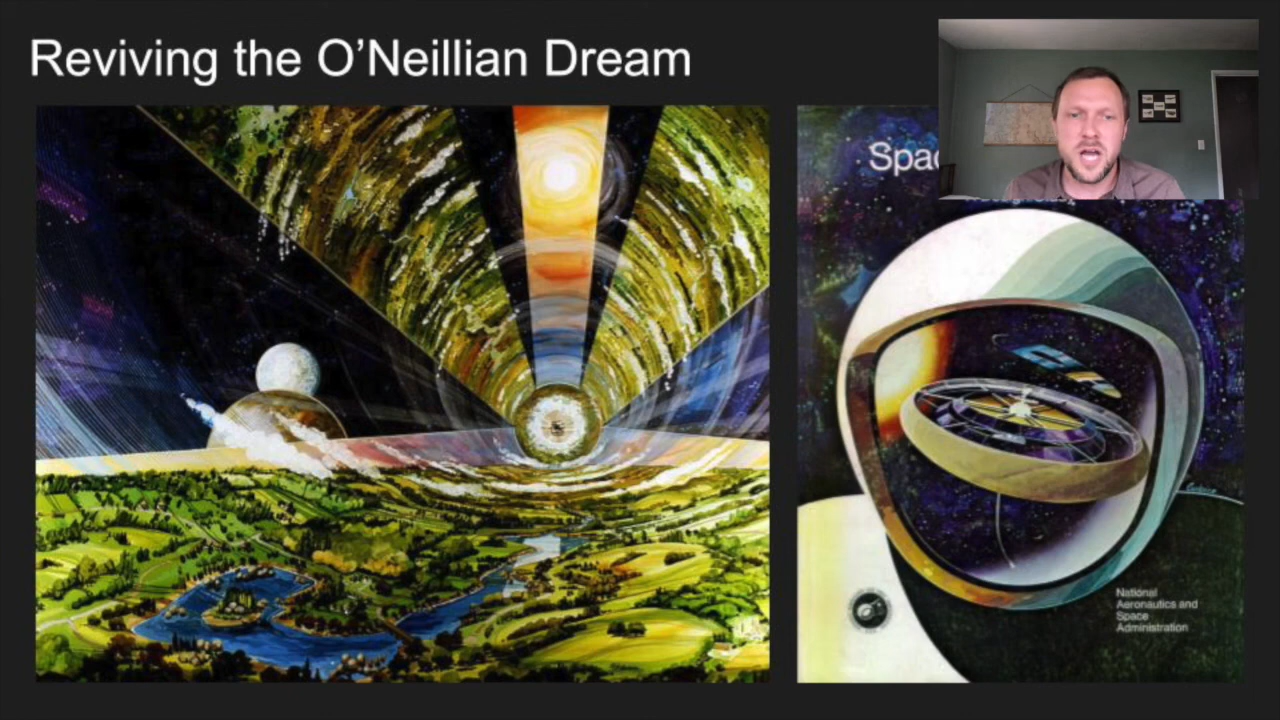 Reviving the O’Neillian Dream
Spac
National
Aeronautics and
Space
Administration